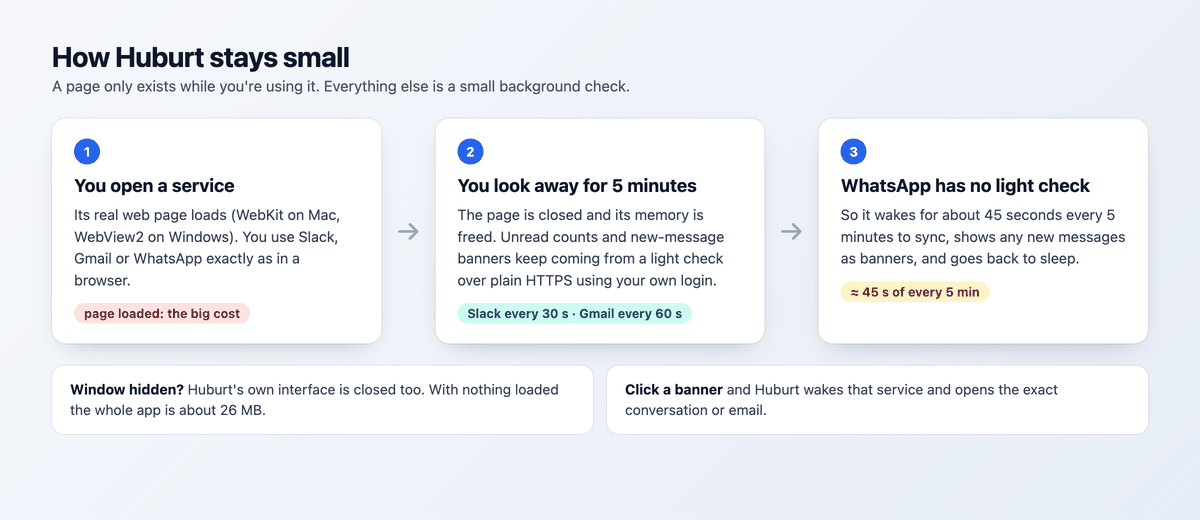 How Huburt stays small
A page only exists while you're using it. Everything else is a small background check.
1
You open a service
Its real web page loads (WebKit on Mac,
WebView2 on Windows). You use Slack,
Gmail or WhatsApp exactly as in a
browser.
page loaded: the big cost
2
You look away for 5 minutes
The page is closed and its memory is
freed. Unread counts and new-message
banners keep coming from a light check
over plain HTTPS using your own login.
Slack every 30 s · Gmail every 60 s
3
WhatsApp has no light check
So it wakes for about 45 seconds every 5
minutes to sync, shows any new messages
as banners, and goes back to sleep.
≈ 45 s of every 5 min
Window hidden? Huburt's own interface is closed too. With nothing loaded
the whole app is about 26 MB.
Click a banner and Huburt wakes that service and opens the exact
conversation or email.